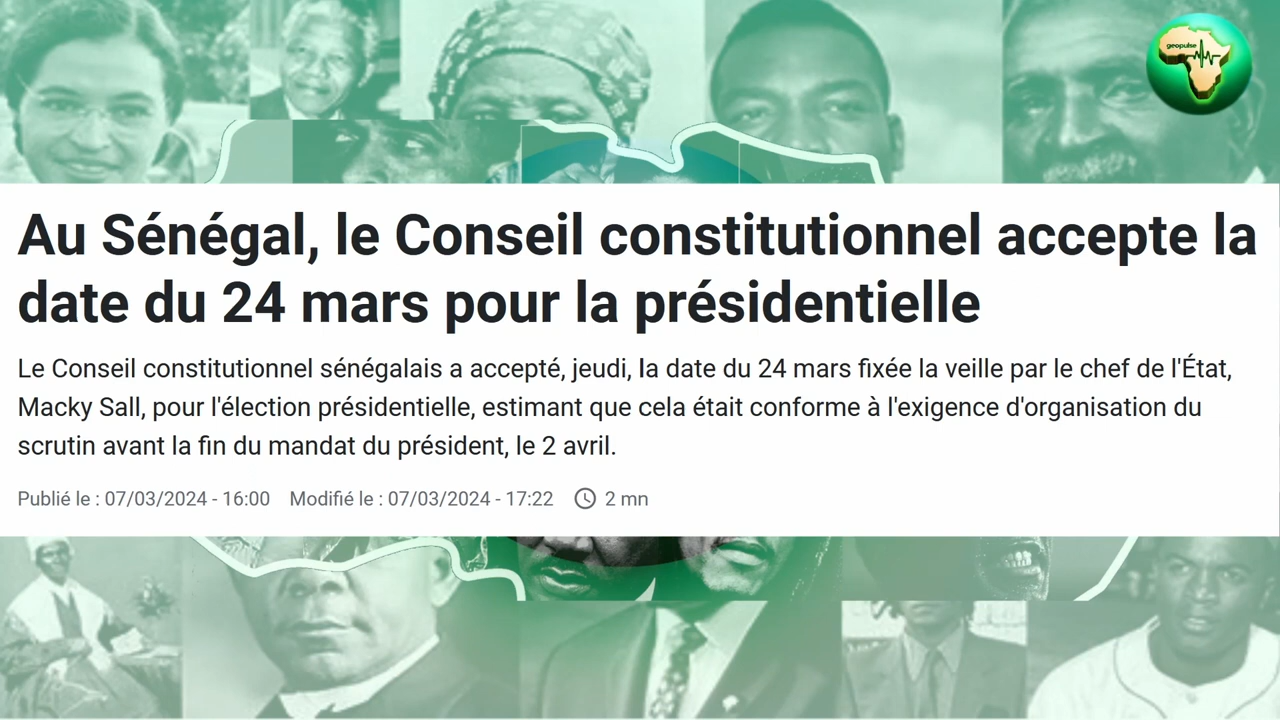 geopulse
Au Sénégal, le Conseil constitutionnel accepte la
date du 24 mars pour la présidentielle
Le Conseil constitutionnel sénégalais a accepté, jeudi, la date du 24 mars fixée la veille par le chef de l'État,
Macky Sall, pour l'élection présidentielle, estimant que cela était conforme à l'exigence d'organisation du
scrutin avant la fin du mandat du président, le 2 avril.
Publié le : 07/03/2024 - 16:00 Modifié le : 07/03/2024 - 17:22 2 mn